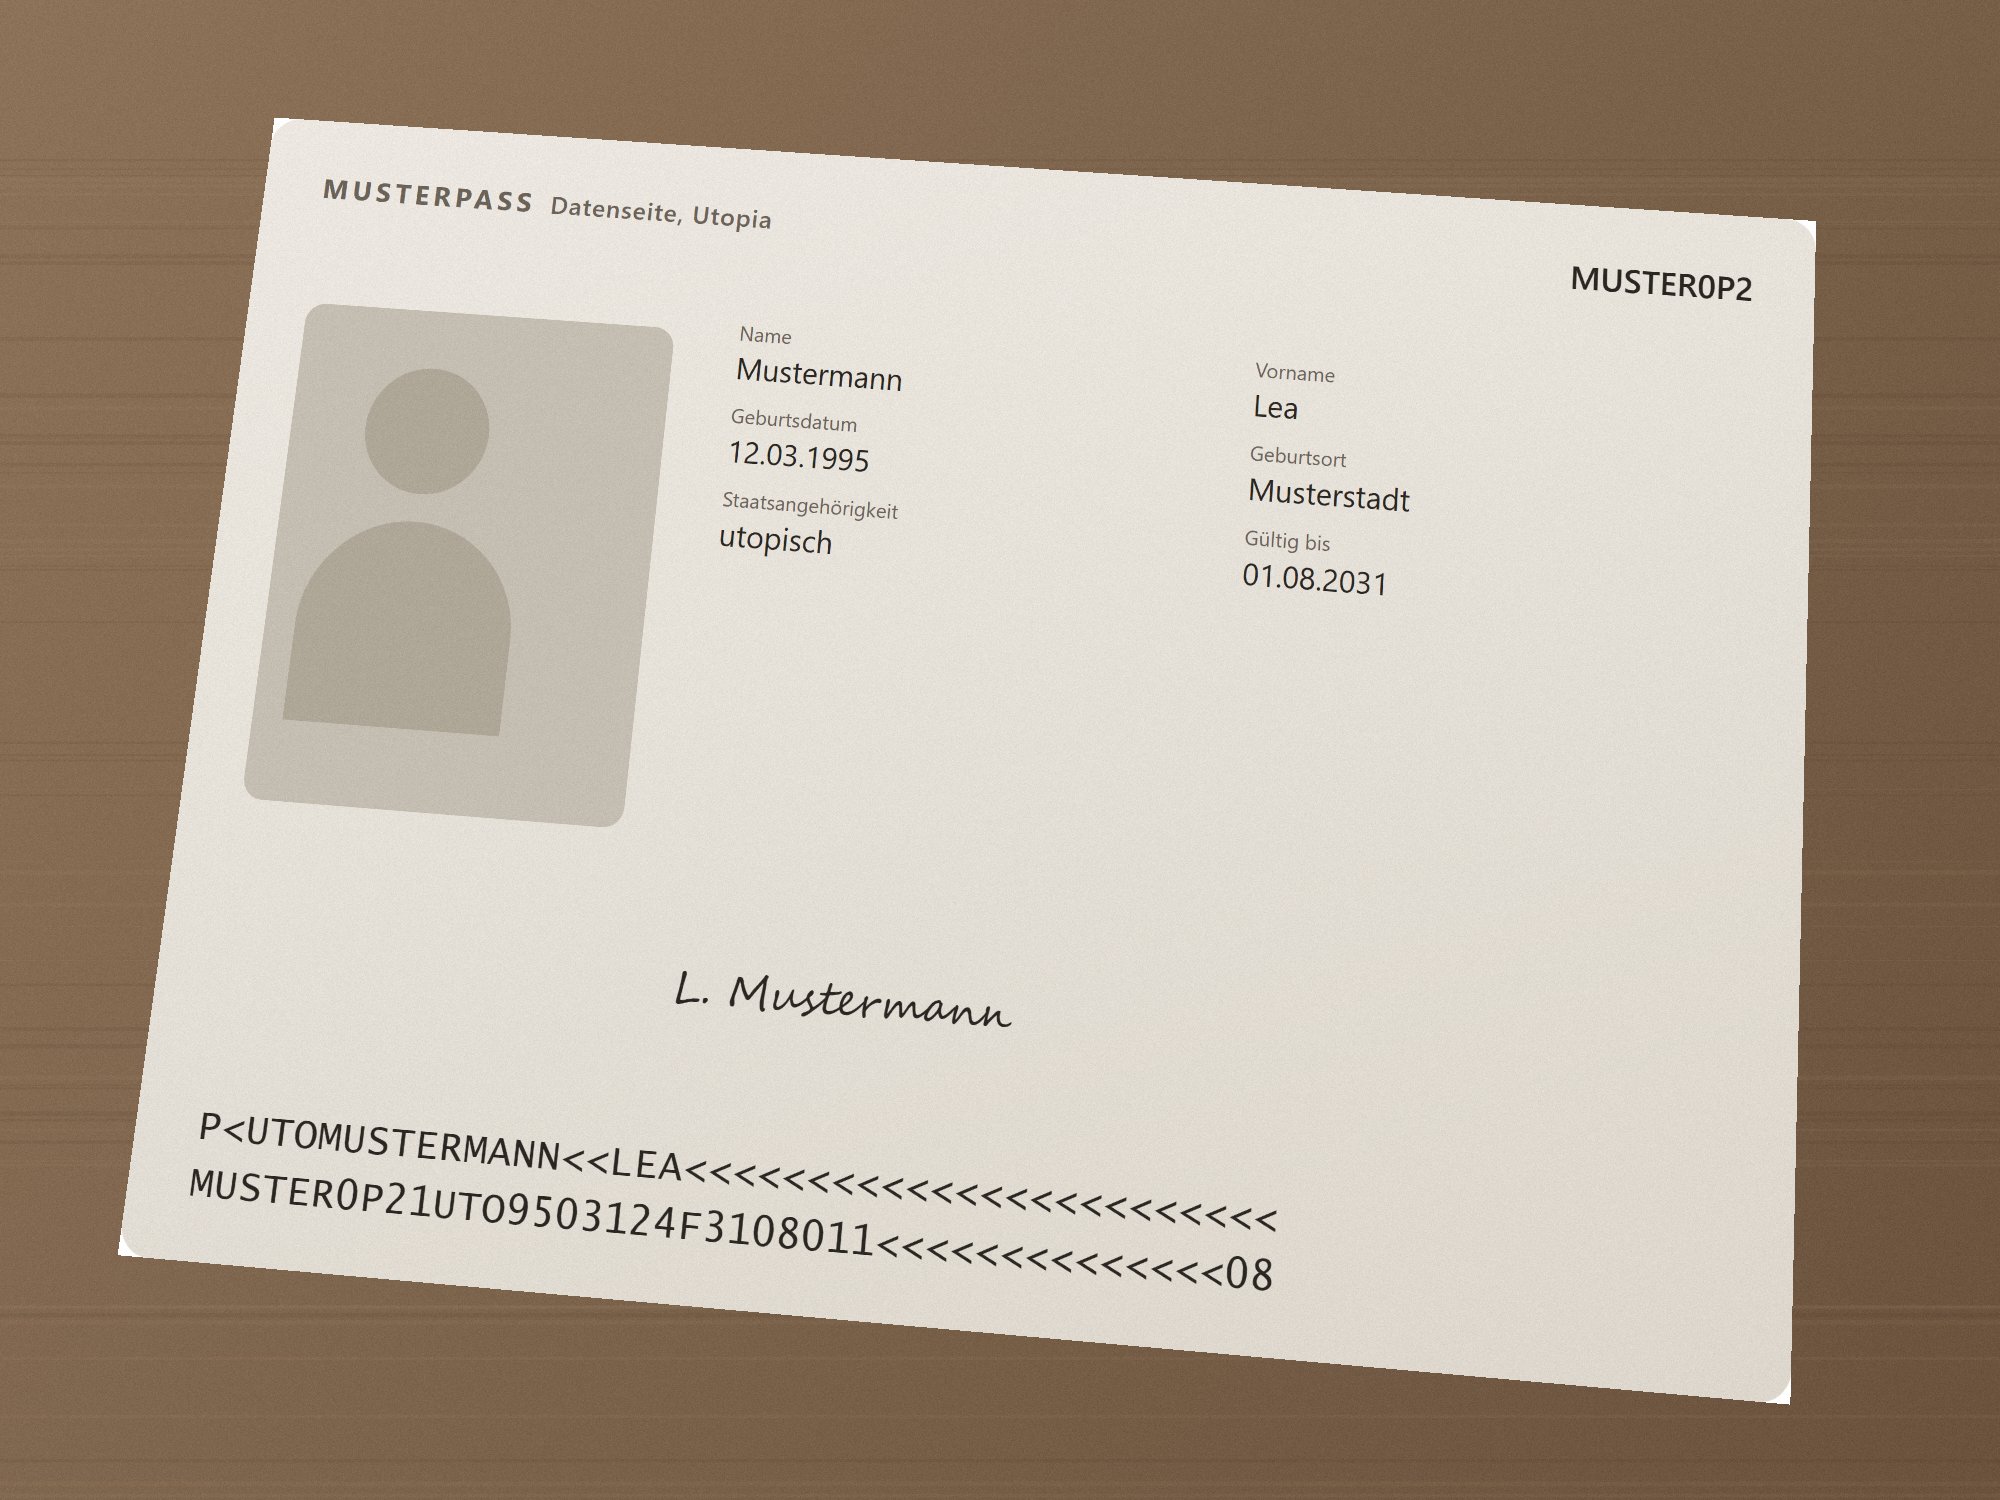 MUSTERPASS Datenseite, Utopia
MUSTER0P2
Name
Mustermann
Vorname
Lea
Geburtsdatum
12.03.1995
Geburtsort
Musterstadt
Staatsangehörigkeit
utopisch
Gültig bis
01.08.2031
L. Mustermann
P<UTOMUSTERMANN<<LEA<<<<<<<<<<<<<<<<<<<<<<<<
MUSTER0P21UTO9503124F3108011<<<<<<<<<<<<<<08